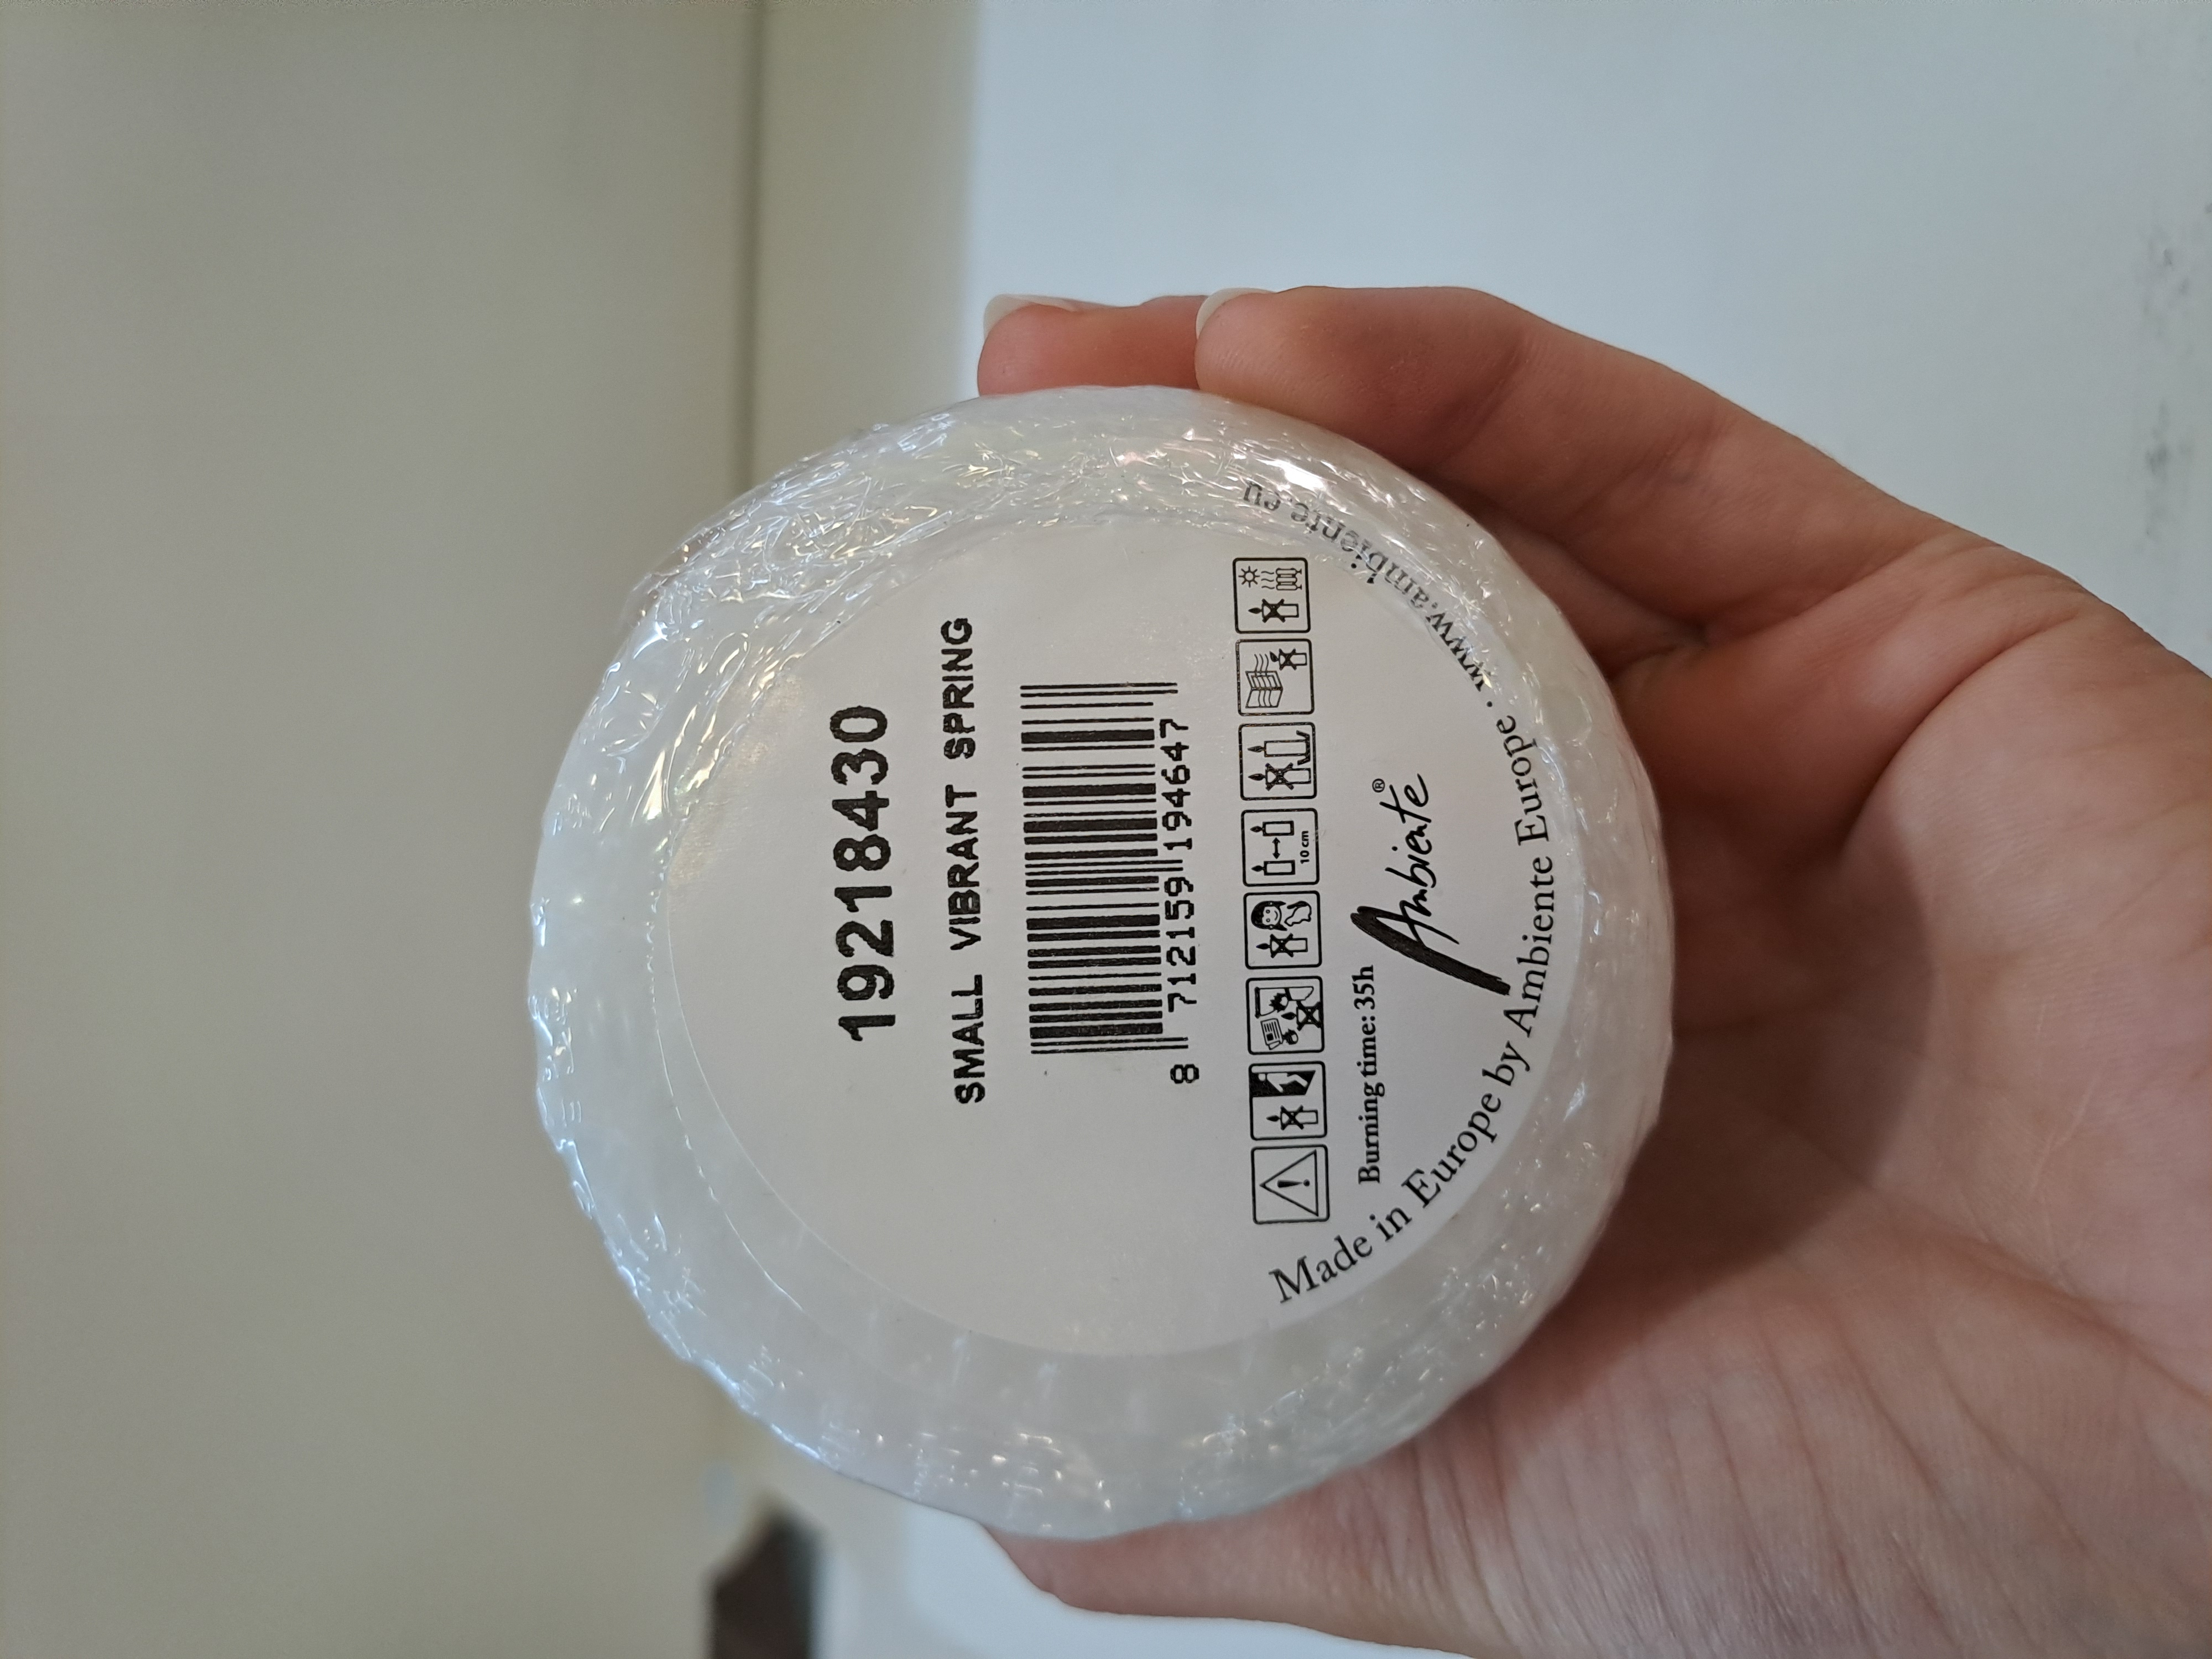 19218430
SMALL VIBRANT SPRING
8 712159 194647
10 cm
Burning time: 35h
Ambiente®
Made in Europe by Ambiente Europe · www.ambiente.eu